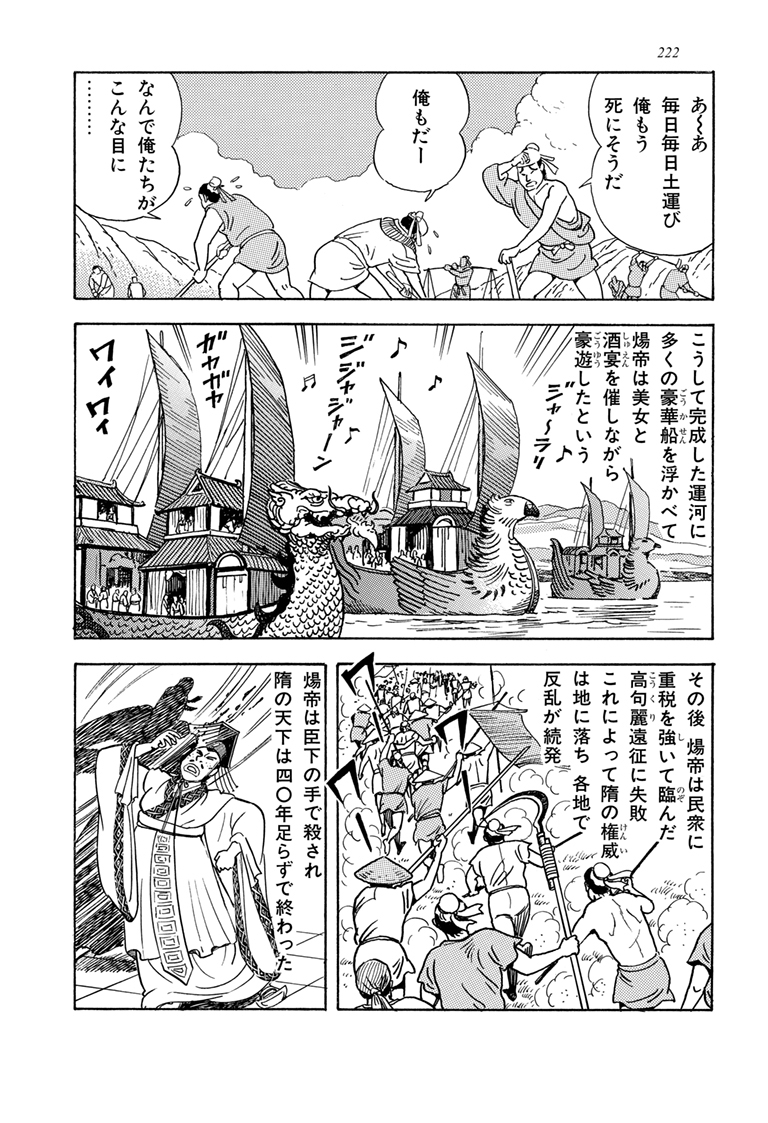 222
あ〜あ
毎日毎日土運び
俺もう
死にそうだ
俺もだー
なんで俺たちが
こんな目に
………
こうして完成した運河に
多くの豪華船を浮かべて
煬帝は美女と
酒宴を催しながら
豪遊したという
ジャ〜ラ♪
ジジャジャーン
ガヤガヤ
ワイワイ
その後 煬帝は民衆に
重税を強いて臨んだ
高句麗遠征に失敗
これによって隋の権威
は地に落ち 各地で
反乱が続発
ワー
ワー
ワー
煬帝は臣下の手で殺され
隋の天下は四〇年足らずで終わった